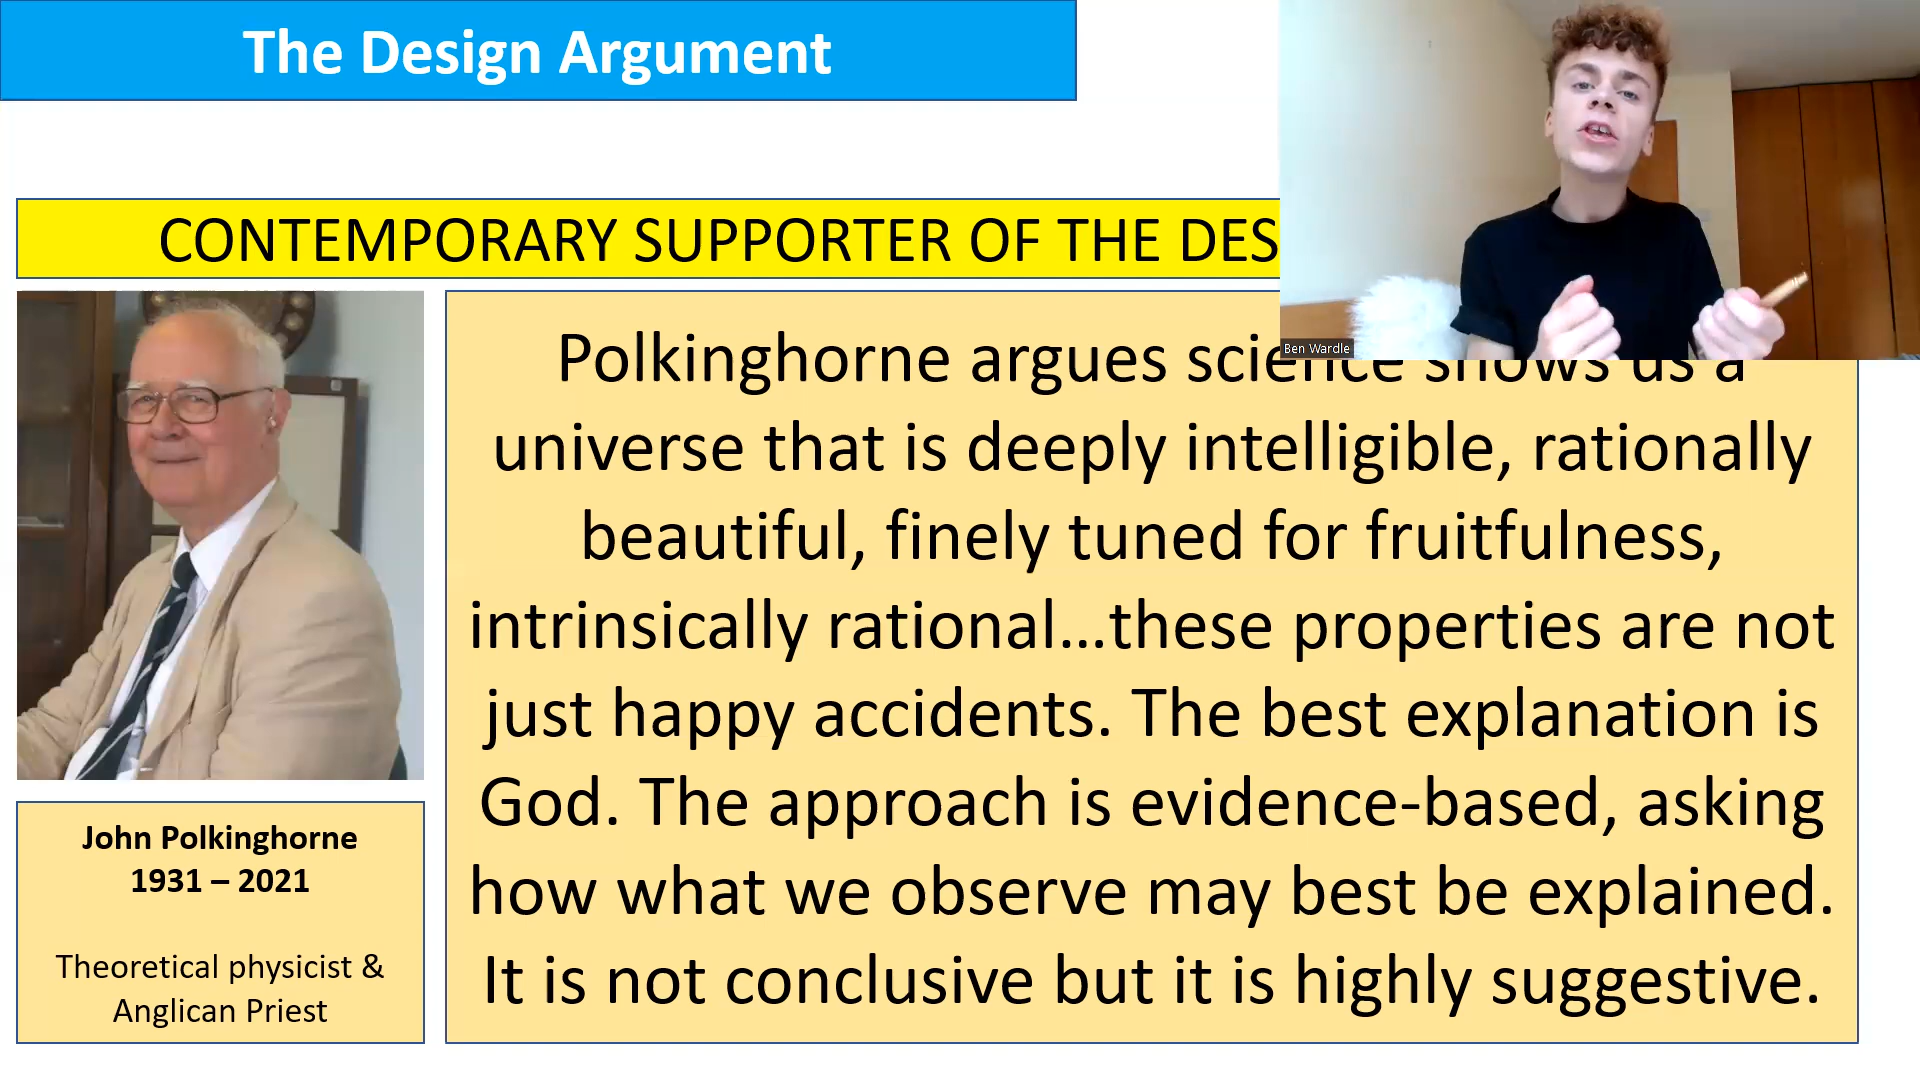 The Design Argument
CONTEMPORARY SUPPORTER OF THE DES
Ben Wardle
Polkinghorne argues science shows us a
universe that is deeply intelligible, rationally
beautiful, finely tuned for fruitfulness,
intrinsically rational...these properties are not
just happy accidents. The best explanation is
God. The approach is evidence-based, asking
how what we observe may best be explained.
It is not conclusive but it is highly suggestive.
John Polkinghorne
1931 – 2021
Theoretical physicist &
Anglican Priest